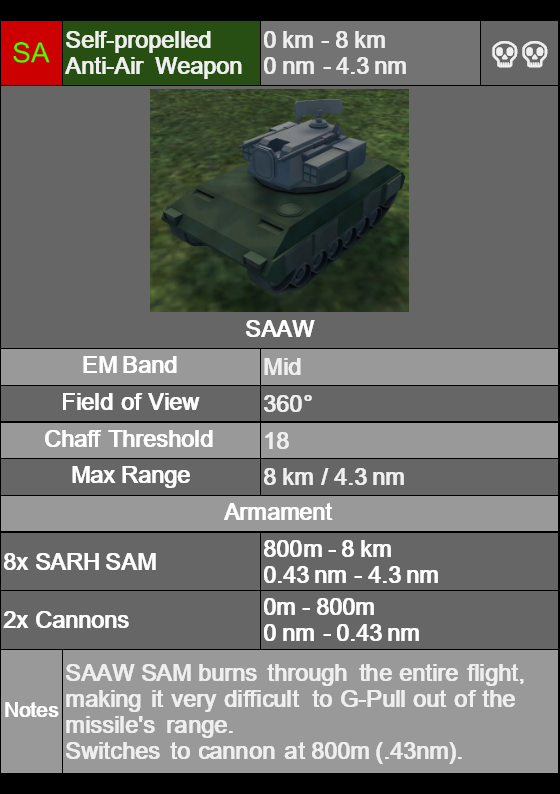 SA
Self-propelled
Anti-Air Weapon
0 km - 8 km
0 nm - 4.3 nm
SAAW
EM Band
Mid
Field of View
360°
Chaff Threshold
18
Max Range
8 km / 4.3 nm
Armament
8x SARH SAM
800m - 8 km
0.43 nm - 4.3 nm
2x Cannons
0m - 800m
0 nm - 0.43 nm
Notes
SAAW SAM burns through the entire flight,
making it very difficult to G-Pull out of the
missile's range.
Switches to cannon at 800m (.43nm).